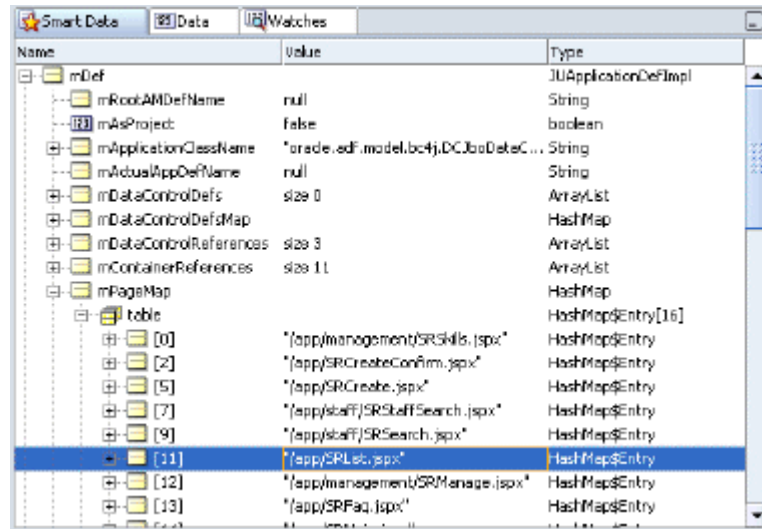 Smart Data Data Watches
Name Value Type
mDef JUApplicationDefImpl
mRootAMDefName null String
mAsProject false boolean
mApplicationClassName "oracle.adf.model.bc4j.DCJboDataC... String
mActualAppDefName null String
mDataControlDefs size 0 ArrayList
mDataControlDefsMap HashMap
mDataControlReferences size 3 ArrayList
mContainerReferences size 11 ArrayList
mPageMap HashMap
table HashMap$Entry[16]
[0] "/app/management/SRSkills.jspx" HashMap$Entry
[2] "/app/SRCreateConfirm.jspx" HashMap$Entry
[5] "/app/SRCreate.jspx" HashMap$Entry
[7] "/app/staff/SRStaffSearch.jspx" HashMap$Entry
[9] "/app/staff/SRSearch.jspx" HashMap$Entry
[11] "/app/SRList.jspx" HashMap$Entry
[12] "/app/management/SRManage.jspx" HashMap$Entry
[13] "/app/SRFaq.jspx" HashMap$Entry